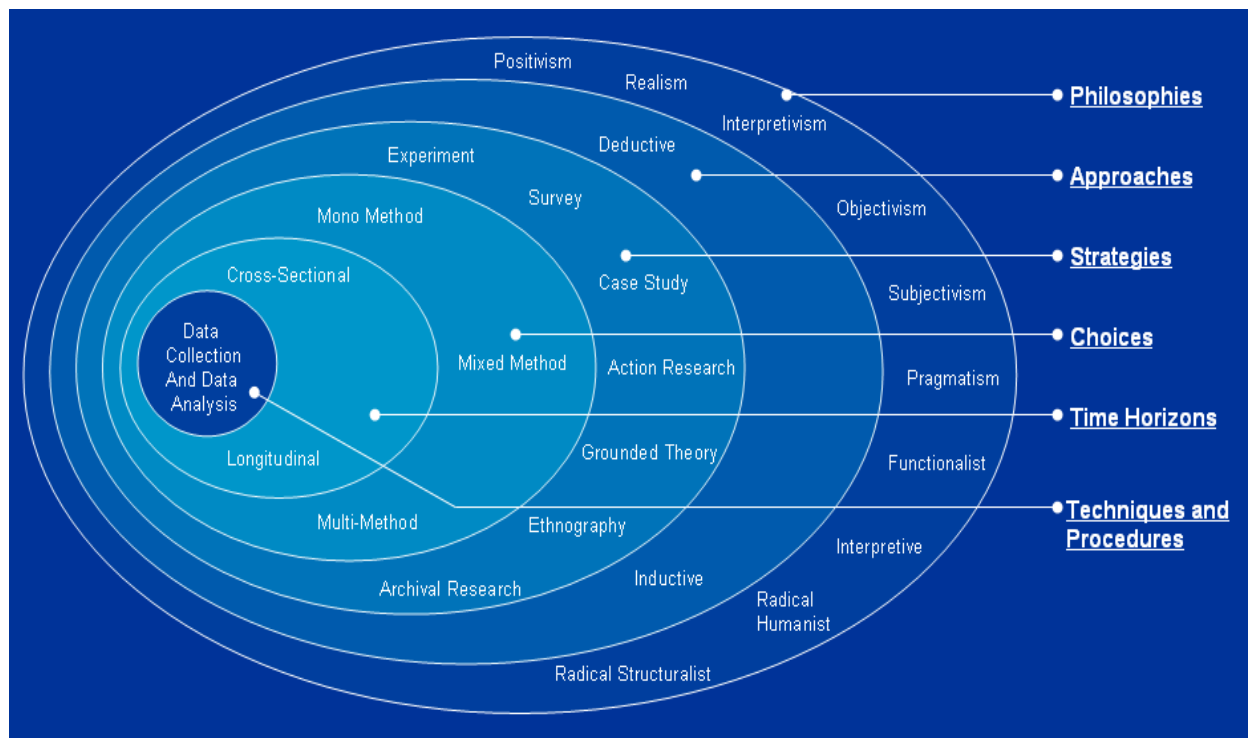 Positivism
Realism
Interpretivism
Objectivism
Subjectivism
Pragmatism
Functionalist
Interpretive
Radical
Humanist
Radical Structuralist
Deductive
Inductive
Experiment
Survey
Case Study
Action Research
Grounded Theory
Ethnography
Archival Research
Mono Method
Mixed Method
Multi-Method
Cross-Sectional
Longitudinal
Data
Collection
And Data
Analysis
Philosophies
Approaches
Strategies
Choices
Time Horizons
Techniques and
Procedures